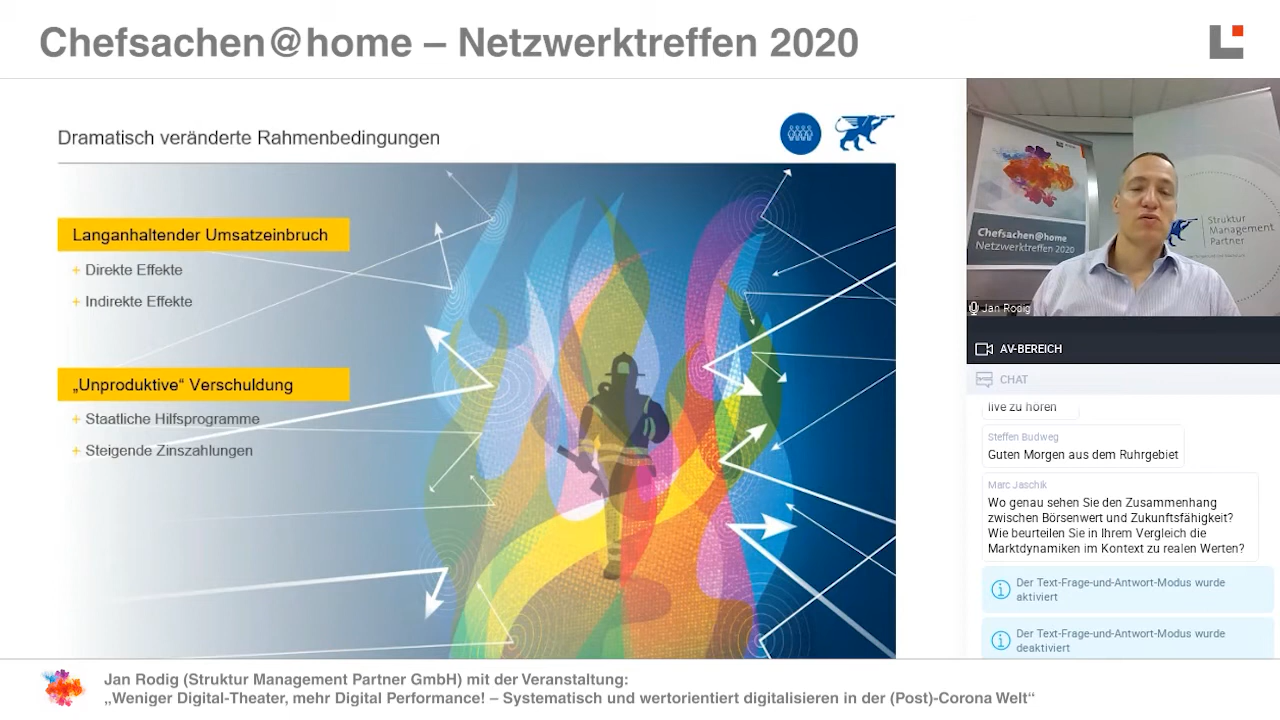 Chefsachen@home – Netzwerktreffen 2020
Dramatisch veränderte Rahmenbedingungen
Langanhaltender Umsatzeinbruch
+ Direkte Effekte
+ Indirekte Effekte
„Unproduktive“ Verschuldung
+ Staatliche Hilfsprogramme
+ Steigende Zinszahlungen
Chefsachen@home
Netzwerktreffen 2020
Struktur
Management
Partner
Jan Rodig
AV-BEREICH
CHAT
live zu hören
Steffen Budweg
Guten Morgen aus dem Ruhrgebiet
Marc Jaschik
Wo genau sehen Sie den Zusammenhang
zwischen Börsenwert und Zukunftsfähigkeit?
Wie beurteilen Sie in Ihrem Vergleich die
Marktdynamiken im Kontext zu realen Werten?
Der Text-Frage-und-Antwort-Modus wurde
aktiviert
Der Text-Frage-und-Antwort-Modus wurde
deaktiviert
Jan Rodig (Struktur Management Partner GmbH) mit der Veranstaltung:
„Weniger Digital-Theater, mehr Digital Performance! – Systematisch und wertorientiert digitalisieren in der (Post)-Corona Welt“